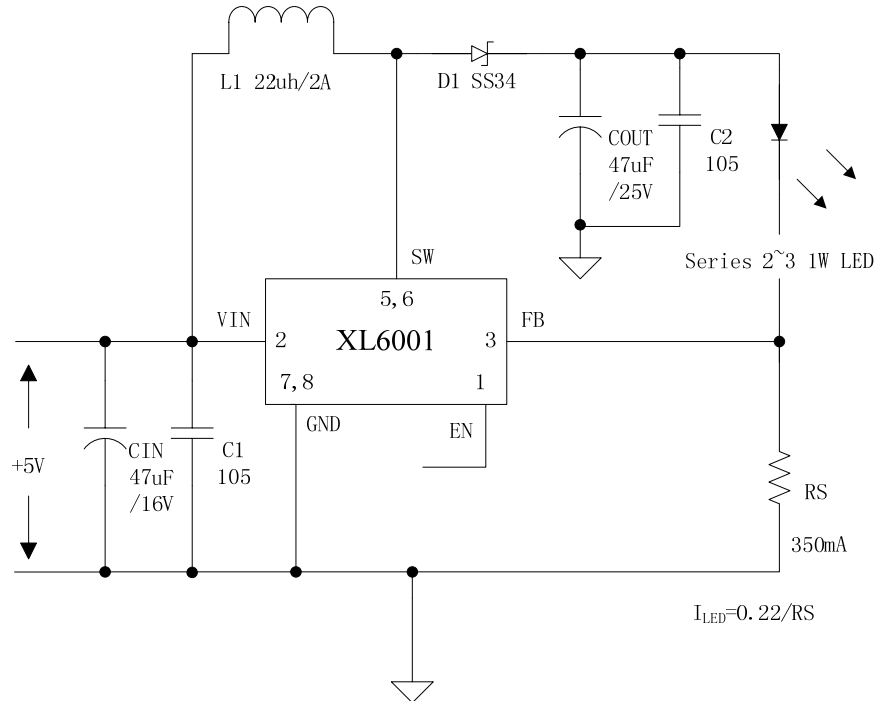 L1 22uh/2A
D1 SS34
COUT
47uF
/25V
C2
105
Series 2~3 1W LED
SW
5,6
VIN
2
XL6001
3
FB
7,8
1
GND
EN
+5V
CIN
47uF
/16V
C1
105
RS
350mA
ILED=0.22/RS